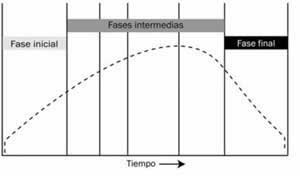 Fases intermedias
Fase inicial
Fase final
Tiempo